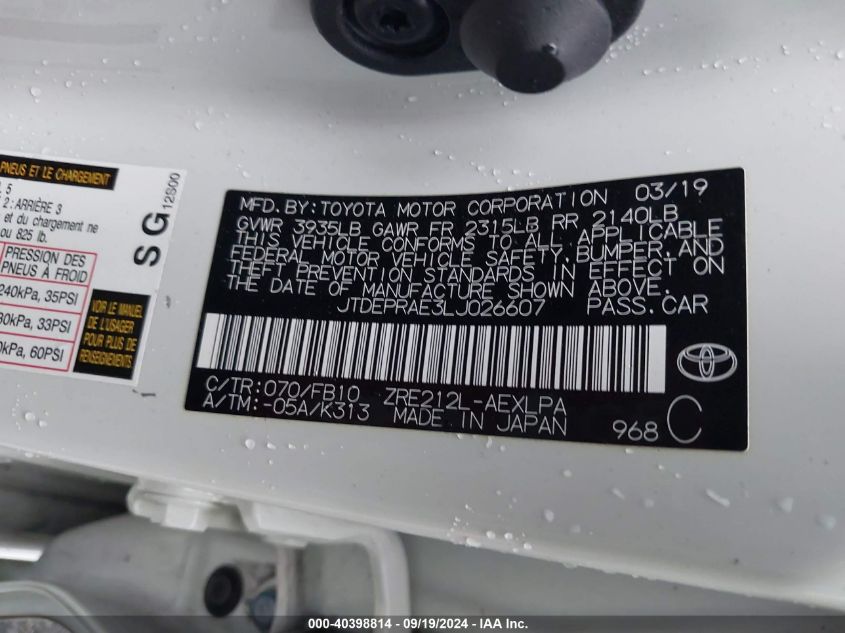 PNEUS ET LE CHARGEMENT
5
2 : ARRIÈRE 3
et du chargement ne
ou 825 lb.
PRESSION DES
PNEUS À FROID
240kPa, 35PSI
30kPa, 33PSI
0kPa, 60PSI
VOIR LE MANUEL
DE L'USAGER
POUR PLUS DE
RENSEIGNEMENTS
SG 12S00
MFD. BY: TOYOTA MOTOR CORPORATION 03/19
GVWR 3935LB GAWR FR 2315LB RR 2140LB
THIS VEHICLE CONFORMS TO ALL APPLICABLE
FEDERAL MOTOR VEHICLE SAFETY, BUMPER, AND
THEFT PREVENTION STANDARDS IN EFFECT ON
THE DATE OF MANUFACTURE SHOWN ABOVE.
JTDEPRAE3LJ026607 PASS.CAR
C/TR: 070/FB10 ZRE212L-AEXLPA
A/TM: -05A/K313 MADE IN JAPAN 968 C
000-40398814 - 09/19/2024 - IAA Inc.